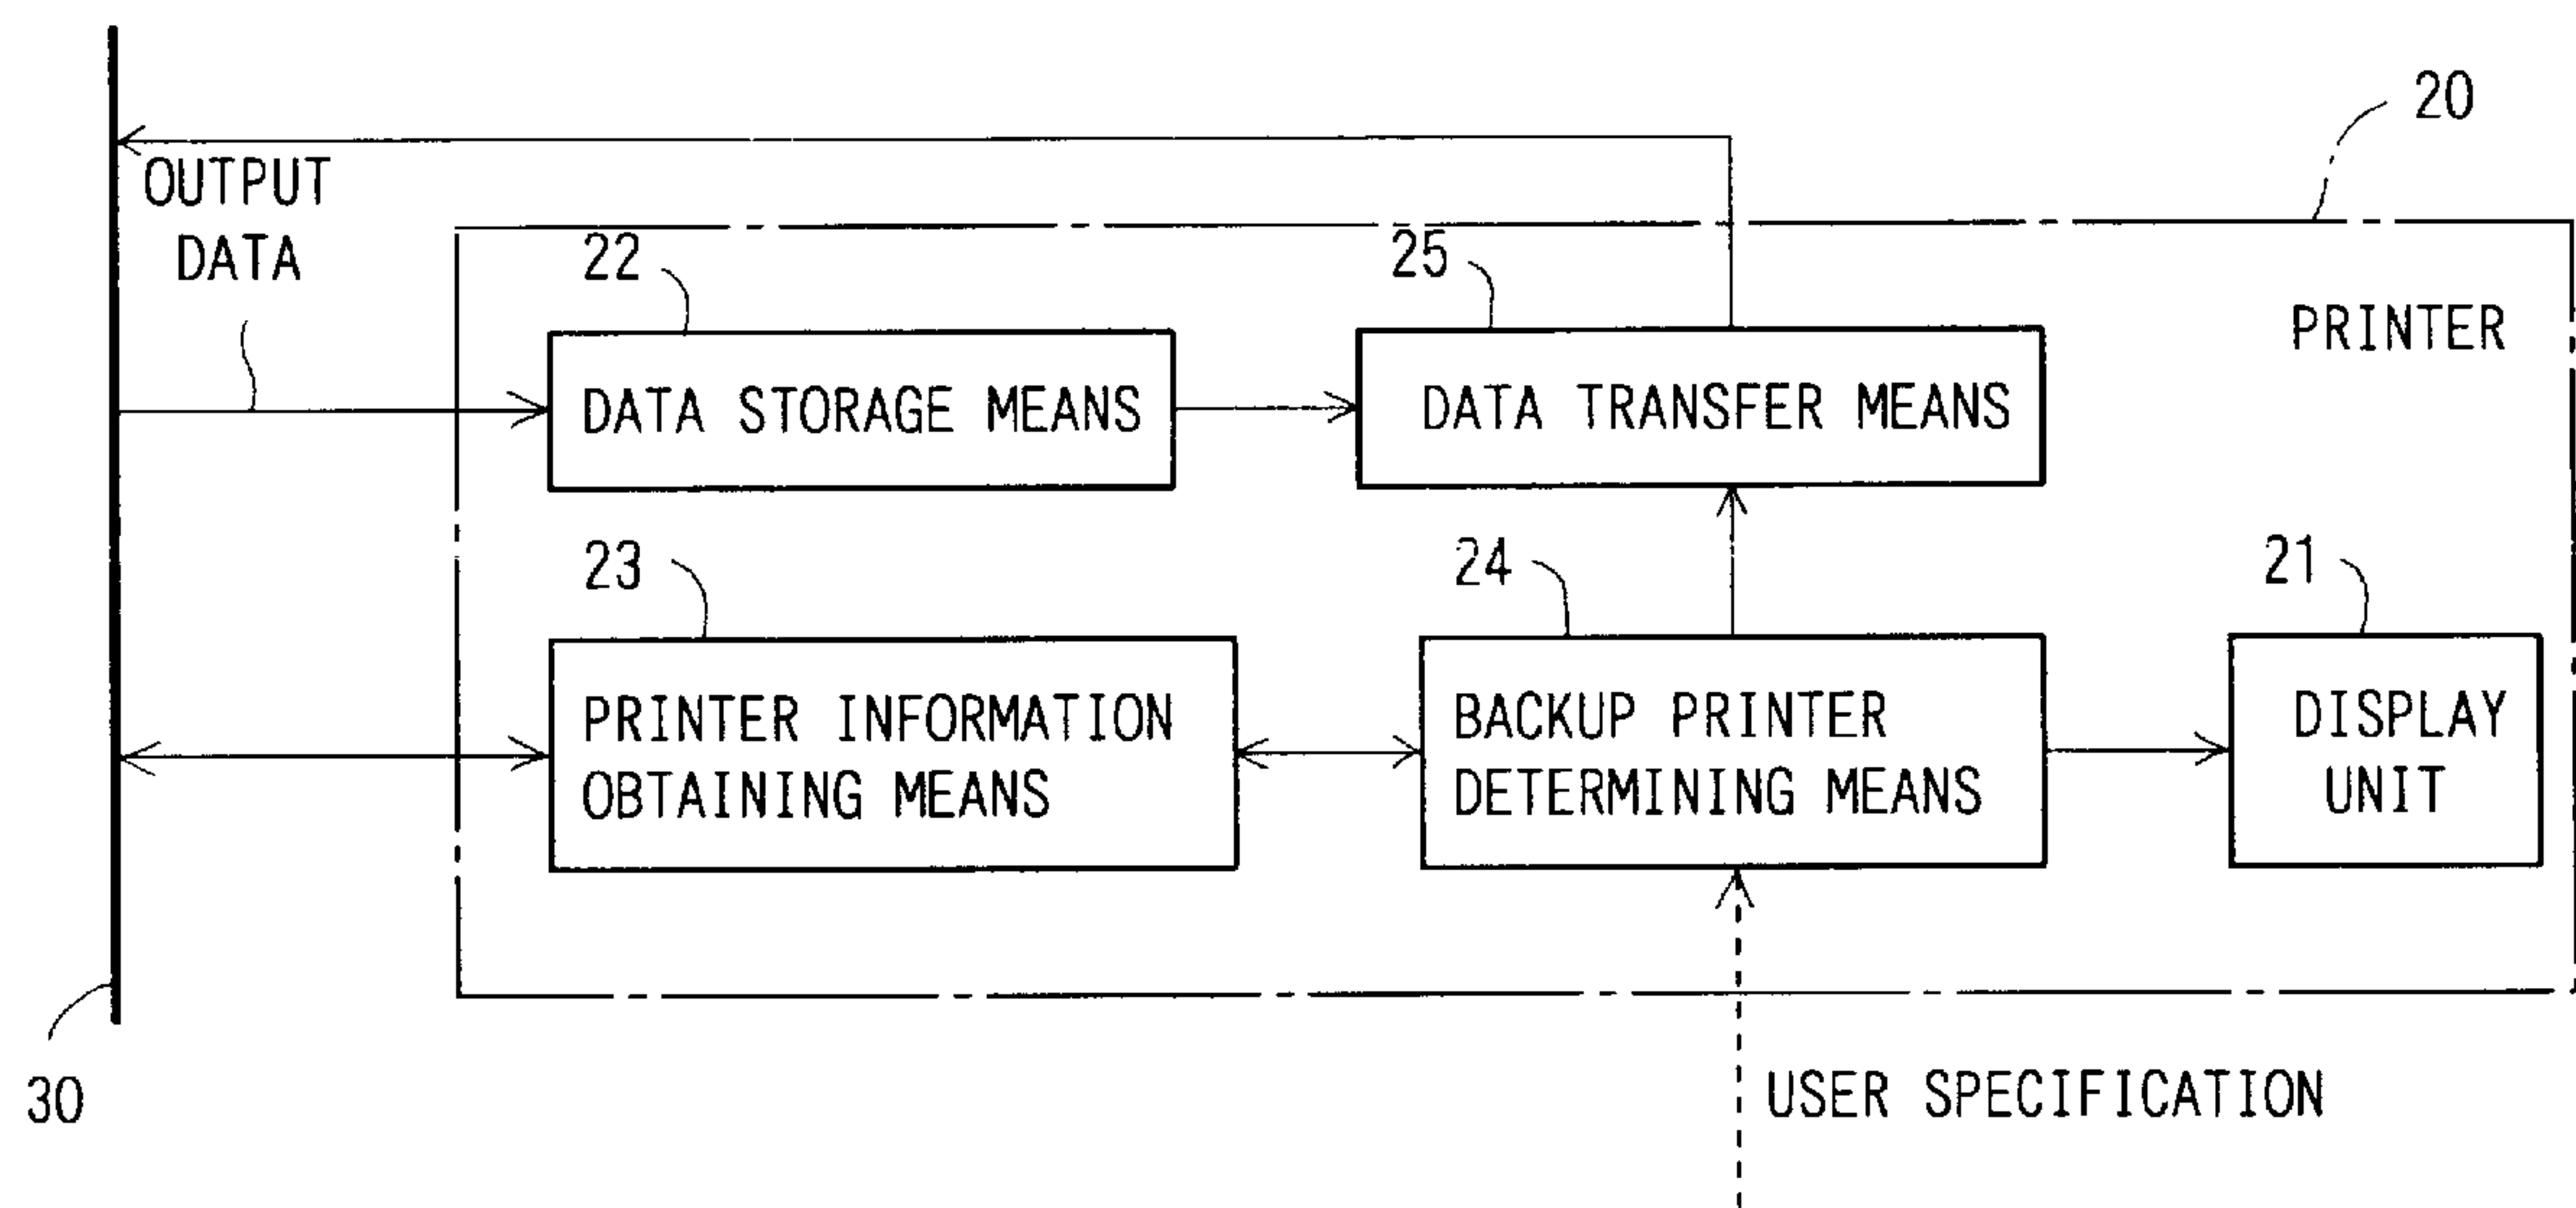 20
OUTPUT
DATA
22
25
PRINTER
DATA STORAGE MEANS
DATA TRANSFER MEANS
23
24
21
PRINTER INFORMATION
OBTAINING MEANS
BACKUP PRINTER
DETERMINING MEANS
DISPLAY
UNIT
30
USER SPECIFICATION